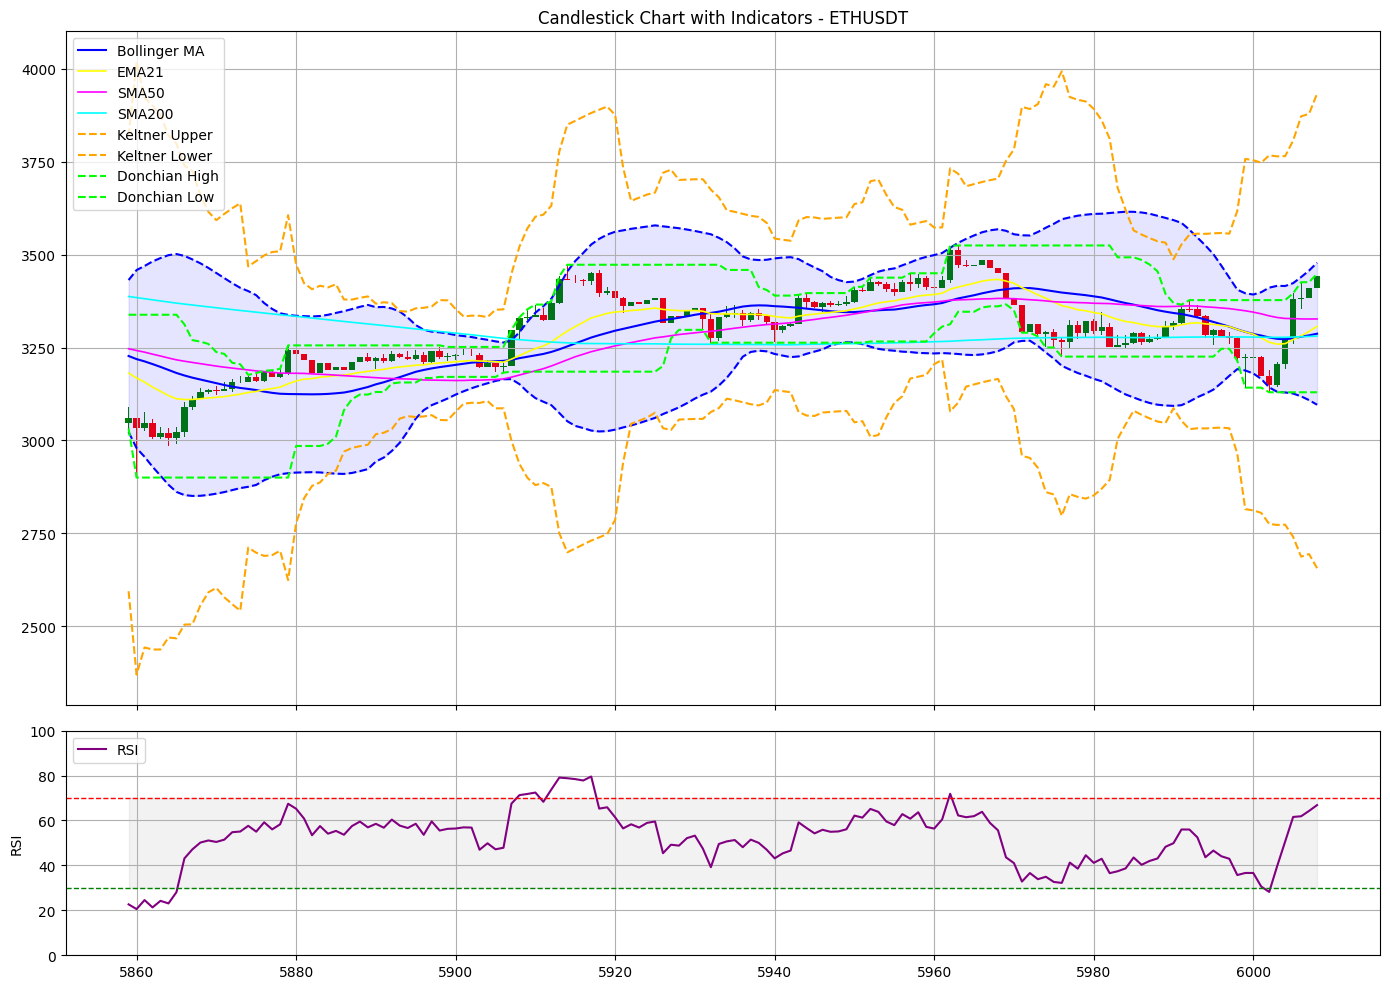 Candlestick Chart with Indicators - ETHUSDT
Bollinger MA
EMA21
SMA50
SMA200
Keltner Upper
Keltner Lower
Donchian High
Donchian Low
4000
3750
3500
3250
3000
2750
2500
RSI
RSI
100
80
60
40
20
0
5860 5880 5900 5920 5940 5960 5980 6000